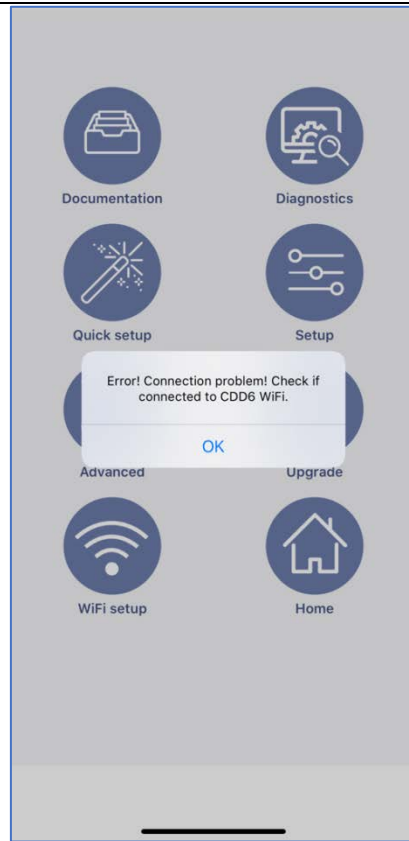 Documentation
Diagnostics
Quick setup
Setup
Error! Connection problem! Check if
connected to CDD6 WiFi.
OK
Advanced
Upgrade
WiFi setup
Home